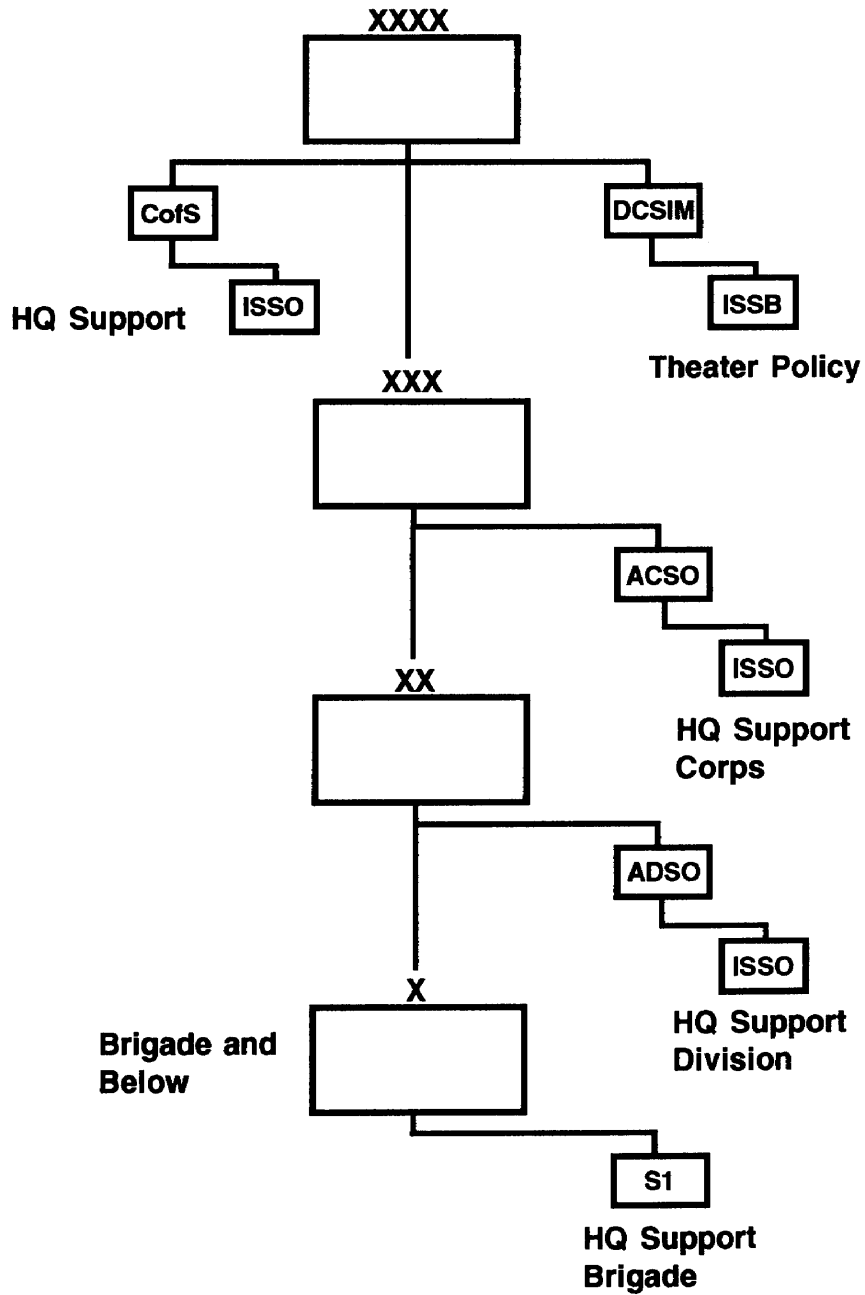 XXXX
CofS
DCSIM
ISSO
ISSB
HQ Support
Theater Policy
XXX
ACSO
ISSO
HQ Support
Corps
XX
ADSO
ISSO
HQ Support
Division
X
Brigade and
Below
S1
HQ Support
Brigade